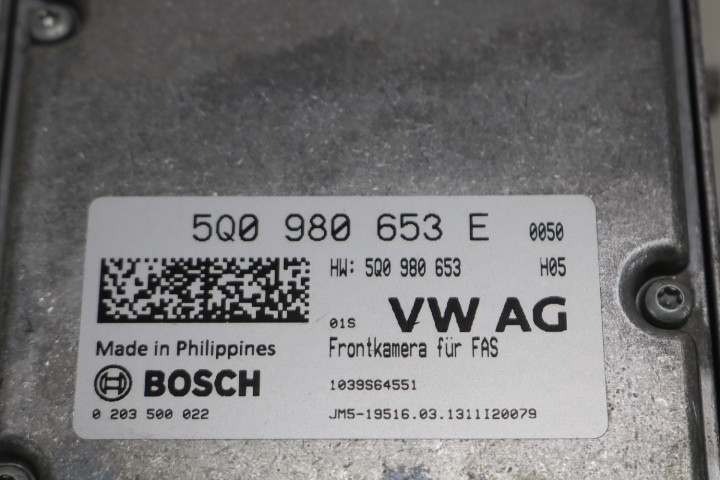 5Q0 980 653 E 0050
HW: 5Q0 980 653 H05
01S VW AG
Made in Philippines Frontkamera für FAS
BOSCH 1039S64551
0 203 500 022 JM5-19516.03.1311I20079